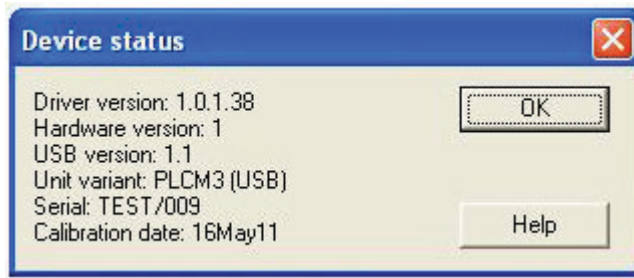 Device status
Driver version: 1.0.1.38
Hardware version: 1
USB version: 1.1
Unit variant: PLCM3 (USB)
Serial: TEST/009
Calibration date: 16May11
OK
Help